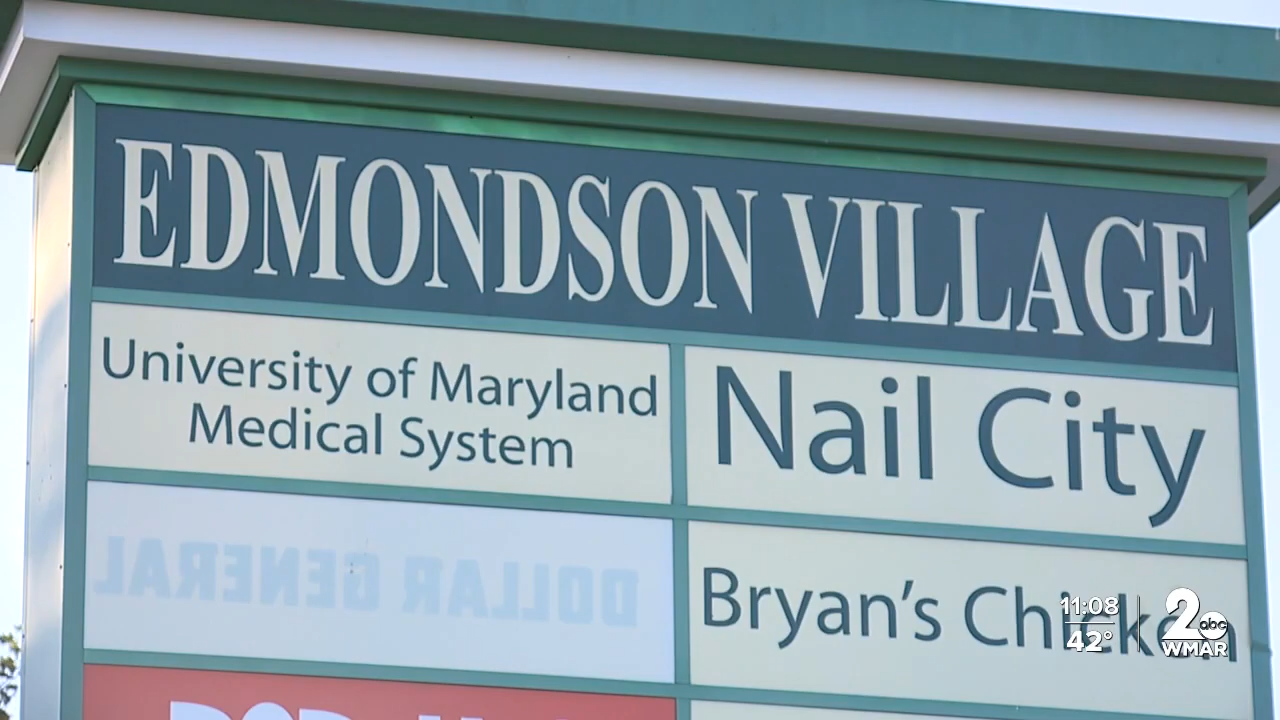 EDMONDSON VILLAGE
University of Maryland
Medical System
Nail City
DOLLAR GENERAL
Bryan's Chicken
11:08
42°
2 abc
WMAR